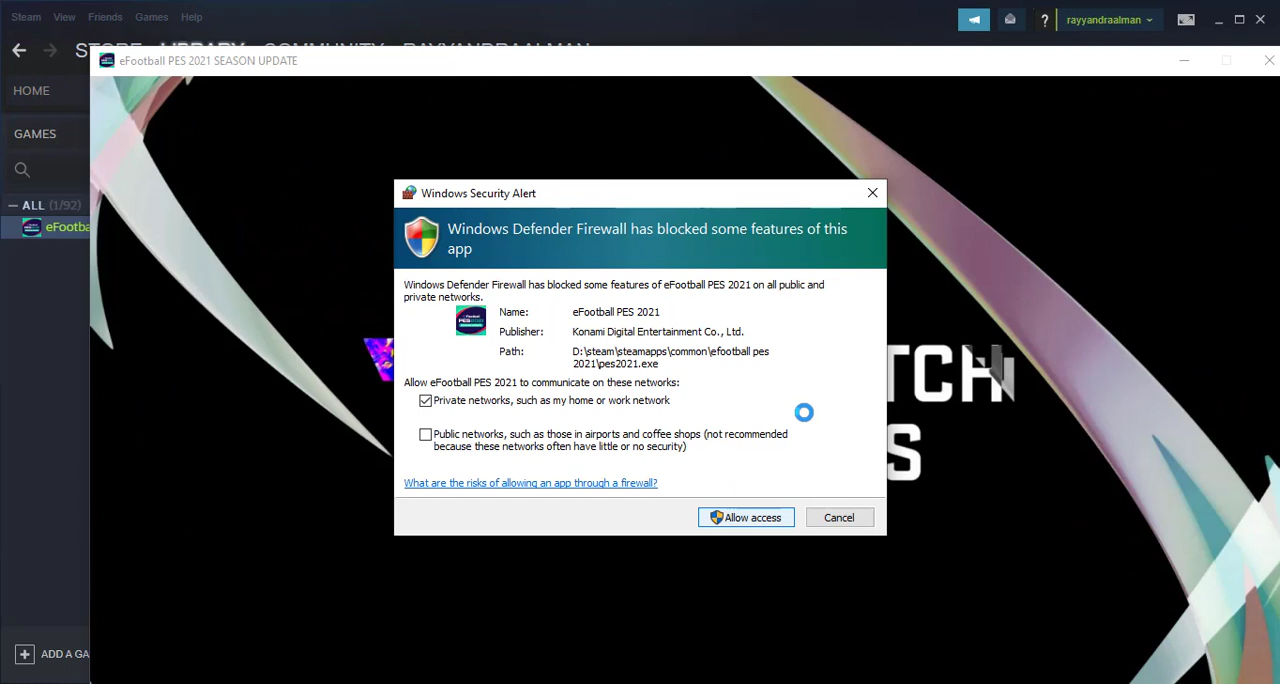 Steam View Friends Games Help
rayyandraalman
STORE LIBRARY COMMUNITY RAYYANDRAALMAN
eFootball PES 2021 SEASON UPDATE
HOME
GAMES
ALL (1/92)
eFootba
Windows Security Alert
Windows Defender Firewall has blocked some features of this
app
Windows Defender Firewall has blocked some features of eFootball PES 2021 on all public and
private networks.
Name: eFootball PES 2021
Publisher: Konami Digital Entertainment Co., Ltd.
Path: D:\steam\steamapps\common\efootball pes
2021\pes2021.exe
Allow eFootball PES 2021 to communicate on these networks:
Private networks, such as my home or work network
Public networks, such as those in airports and coffee shops (not recommended
because these networks often have little or no security)
What are the risks of allowing an app through a firewall?
Allow access Cancel
TCH
S
ADD A GA